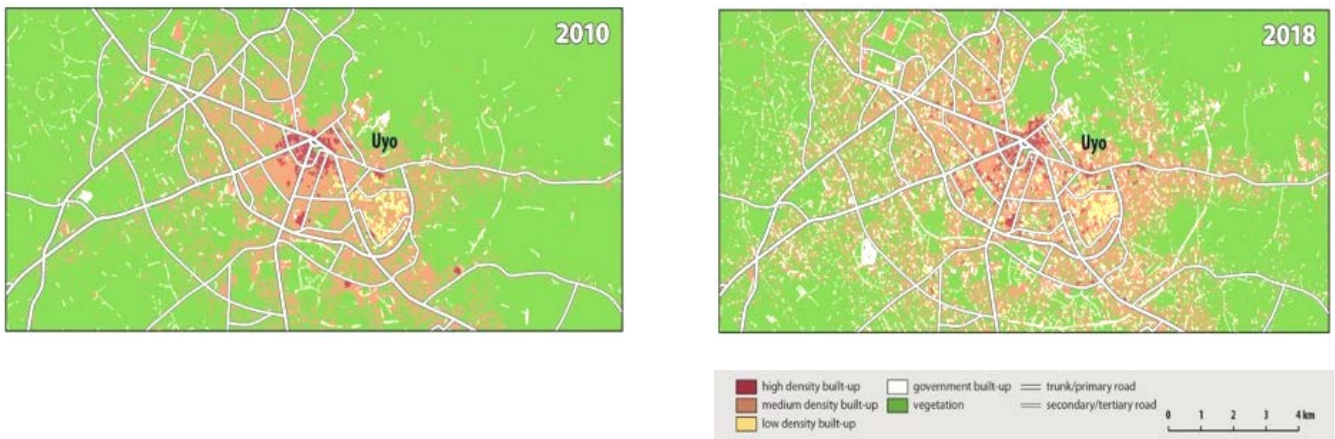 2010
Uyo
2018
Uyo
high density built-up
government built-up
trunk/primary road
medium density built-up
vegetation
secondary/tertiary road
low density built-up
0 1 2 3 4 km